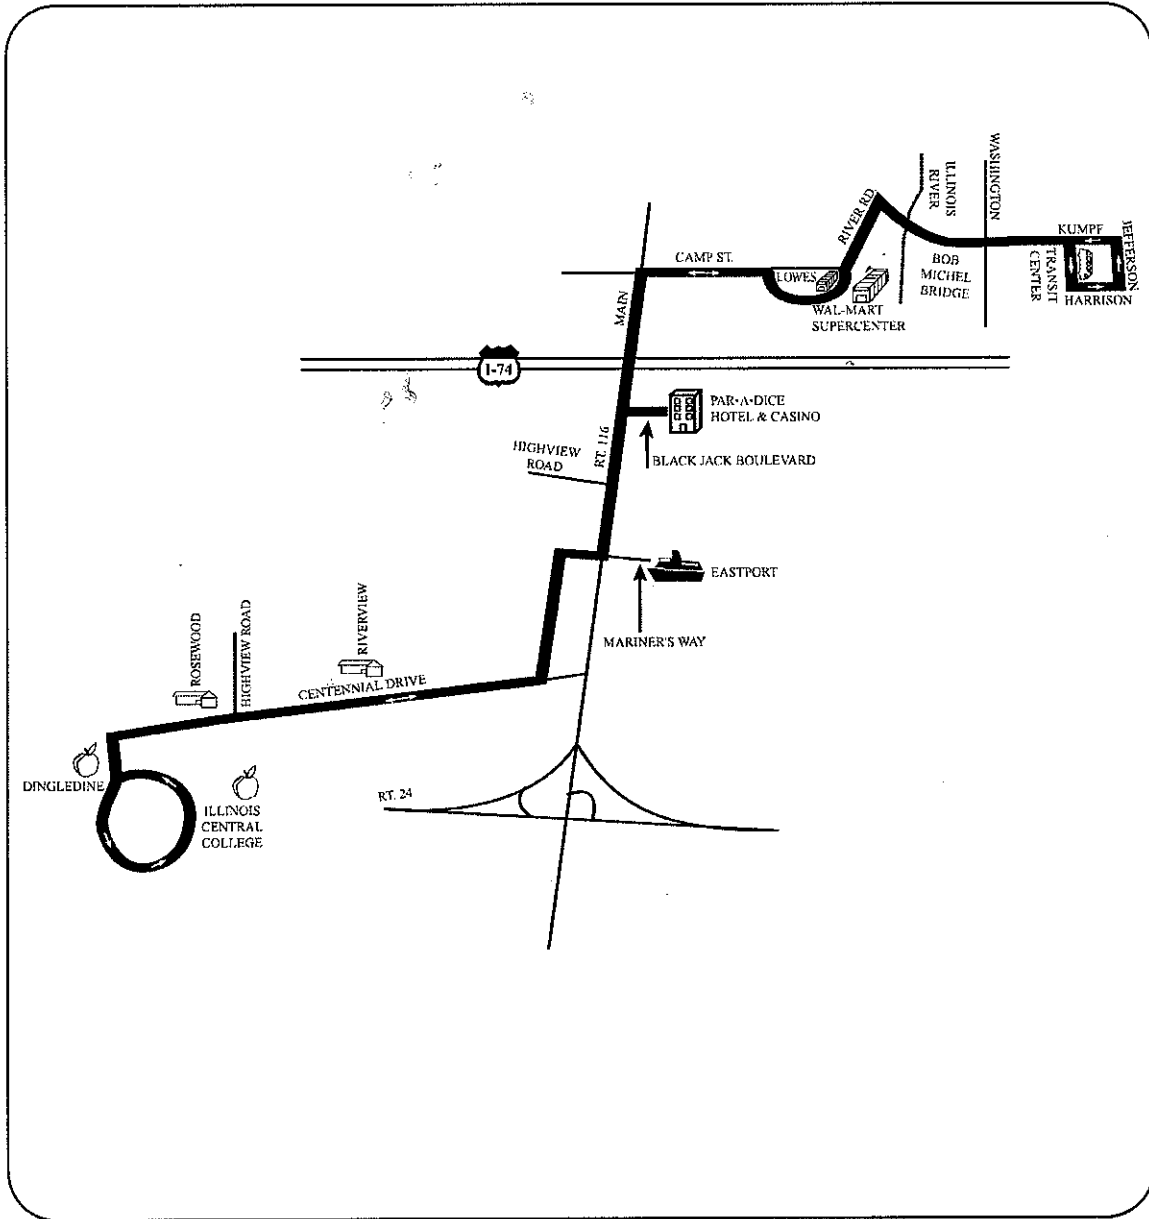 WASHINGTON
ILLINOIS
RIVER
JEFFERSON
KUMPF
RIVER RD.
TRANSIT
CENTER
BOB
MICHEL
BRIDGE
HARRISON
CAMP ST.
LOWES
WAL-MART
SUPERCENTER
MAIN
I-74
PAR•A•DICE
HOTEL & CASINO
RT. 116
HIGHVIEW
ROAD
BLACK JACK BOULEVARD
EASTPORT
MARINER'S WAY
ROSEWOOD
HIGHVIEW ROAD
RIVERVIEW
CENTENNIAL DRIVE
DINGLEDINE
ILLINOIS
CENTRAL
COLLEGE
RT. 24